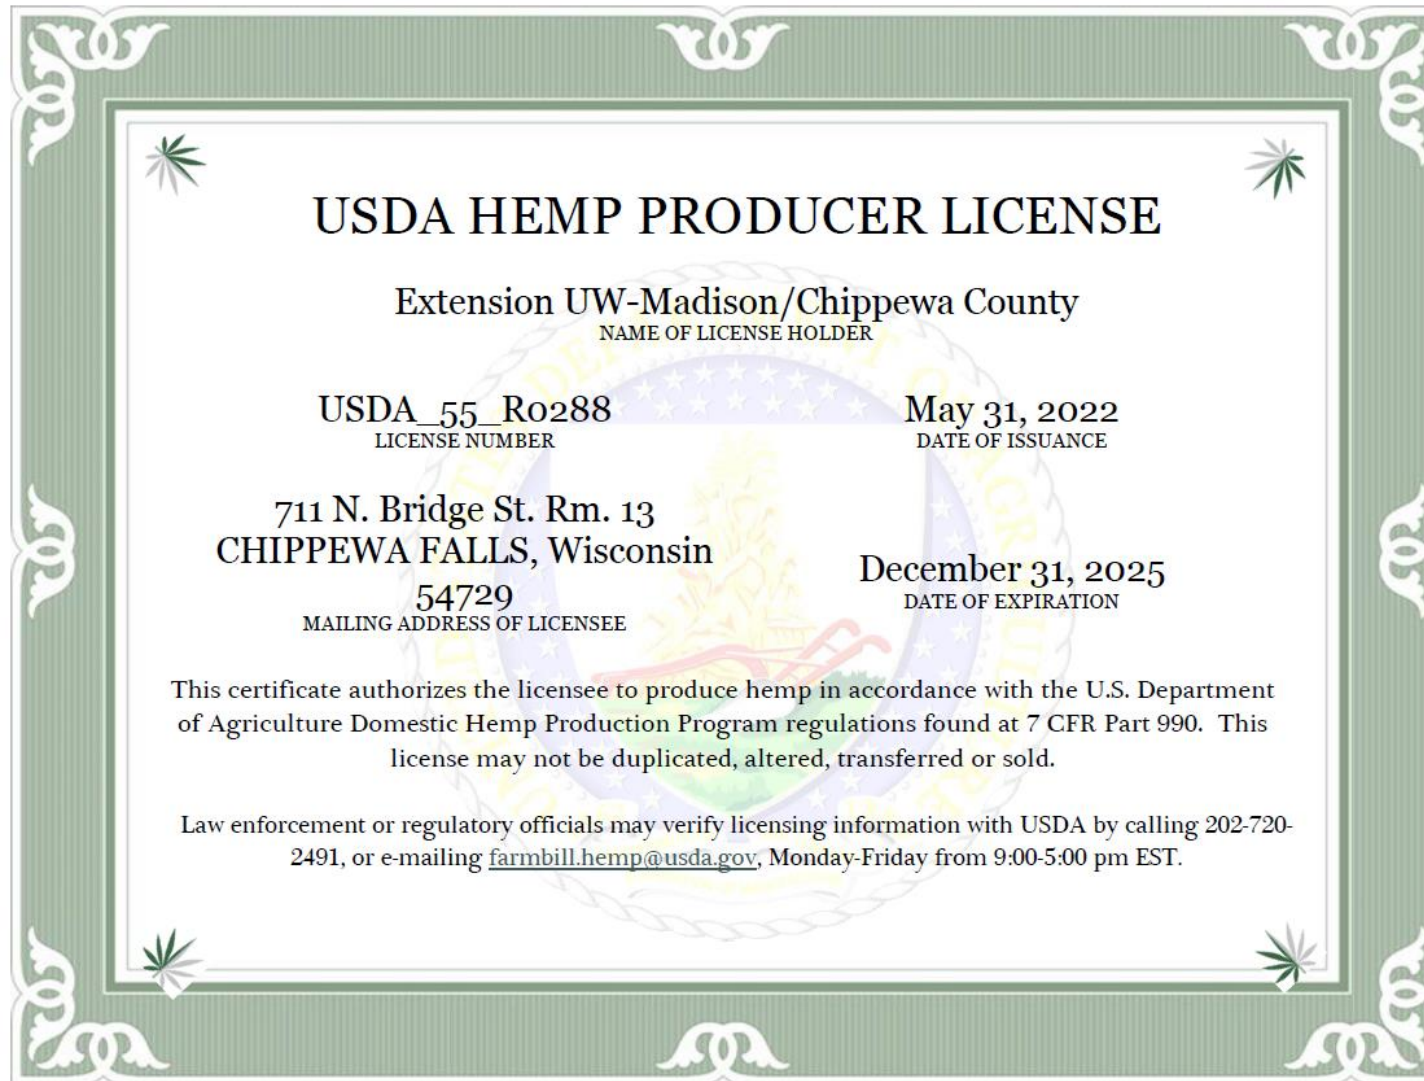 USDA HEMP PRODUCER LICENSE
Extension UW-Madison/Chippewa County
NAME OF LICENSE HOLDER
USDA_55_R0288
LICENSE NUMBER
May 31, 2022
DATE OF ISSUANCE
711 N. Bridge St. Rm. 13
CHIPPEWA FALLS, Wisconsin
54729
MAILING ADDRESS OF LICENSEE
December 31, 2025
DATE OF EXPIRATION
This certificate authorizes the licensee to produce hemp in accordance with the U.S. Department
of Agriculture Domestic Hemp Production Program regulations found at 7 CFR Part 990. This
license may not be duplicated, altered, transferred or sold.
Law enforcement or regulatory officials may verify licensing information with USDA by calling 202-720-
2491, or e-mailing farmbill.hemp@usda.gov, Monday-Friday from 9:00-5:00 pm EST.
UNITED STATES DEPARTMENT OF AGRICULTURE